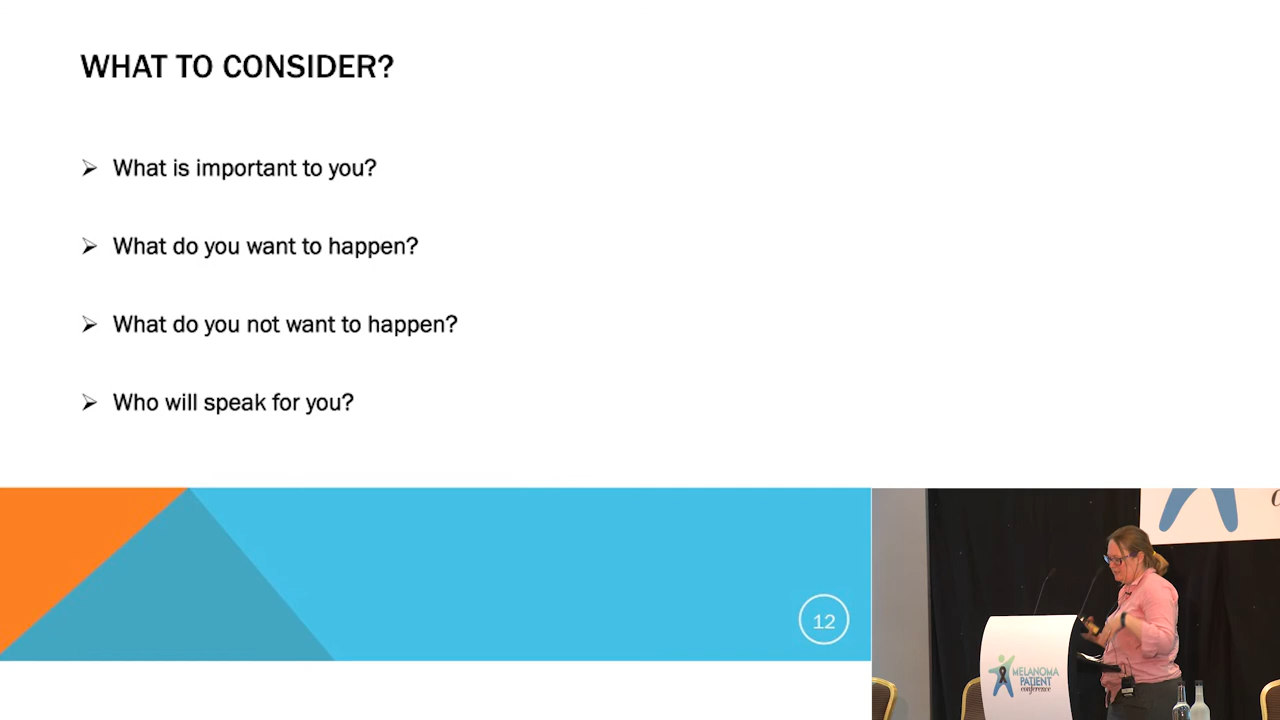 WHAT TO CONSIDER?
What is important to you?
What do you want to happen?
What do you not want to happen?
Who will speak for you?
12
MELANOMA
PATIENT
conference